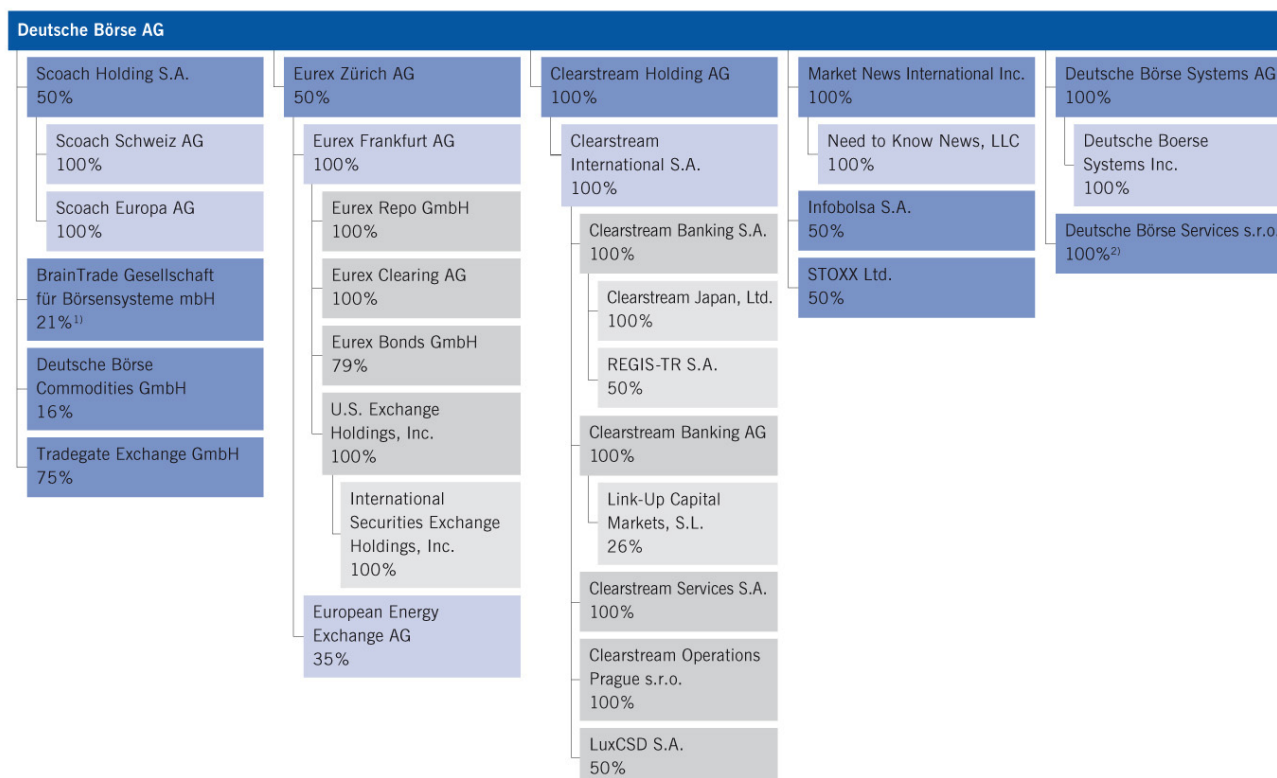 Deutsche Börse AG
Scoach Holding S.A.
50%
Scoach Schweiz AG
100%
Scoach Europa AG
100%
BrainTrade Gesellschaft
für Börsensysteme mbH
21%¹⁾
Deutsche Börse
Commodities GmbH
16%
Tradegate Exchange GmbH
75%
Eurex Zürich AG
50%
Eurex Frankfurt AG
100%
Eurex Repo GmbH
100%
Eurex Clearing AG
100%
Eurex Bonds GmbH
79%
U.S. Exchange
Holdings, Inc.
100%
International
Securities Exchange
Holdings, Inc.
100%
European Energy
Exchange AG
35%
Clearstream Holding AG
100%
Clearstream
International S.A.
100%
Clearstream Banking S.A.
100%
Clearstream Japan, Ltd.
100%
REGIS-TR S.A.
50%
Clearstream Banking AG
100%
Link-Up Capital
Markets, S.L.
26%
Clearstream Services S.A.
100%
Clearstream Operations
Prague s.r.o.
100%
LuxCSD S.A.
50%
Market News International Inc.
100%
Need to Know News, LLC
100%
Infobolsa S.A.
50%
STOXX Ltd.
50%
Deutsche Börse Systems AG
100%
Deutsche Boerse
Systems Inc.
100%
Deutsche Börse Services s.r.o.
100%²⁾